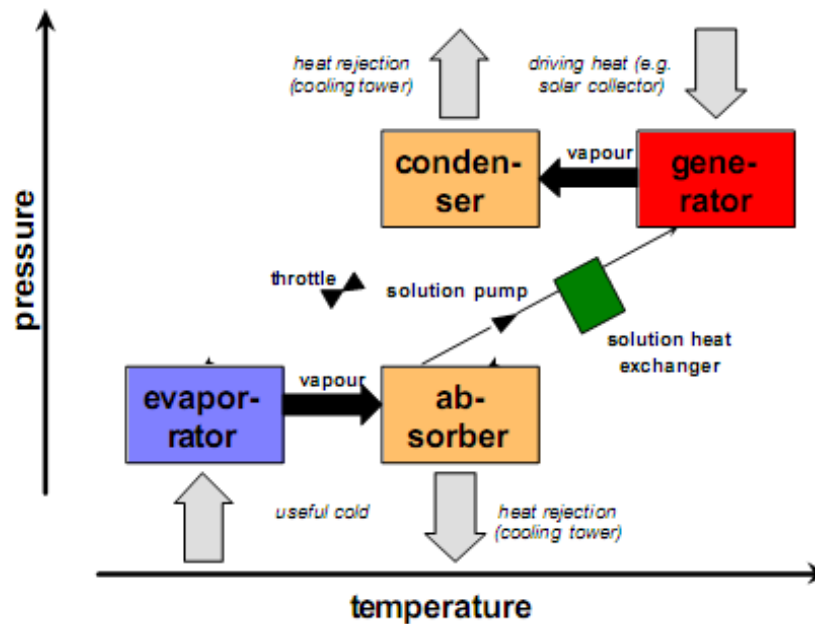 heat rejection
(cooling tower)
driving heat (e.g.
solar collector)
conden-
ser
vapour
gene-
rator
pressure
throttle
solution pump
solution heat
exchanger
evapor-
rator
vapour
ab-
sorber
useful cold
heat rejection
(cooling tower)
temperature